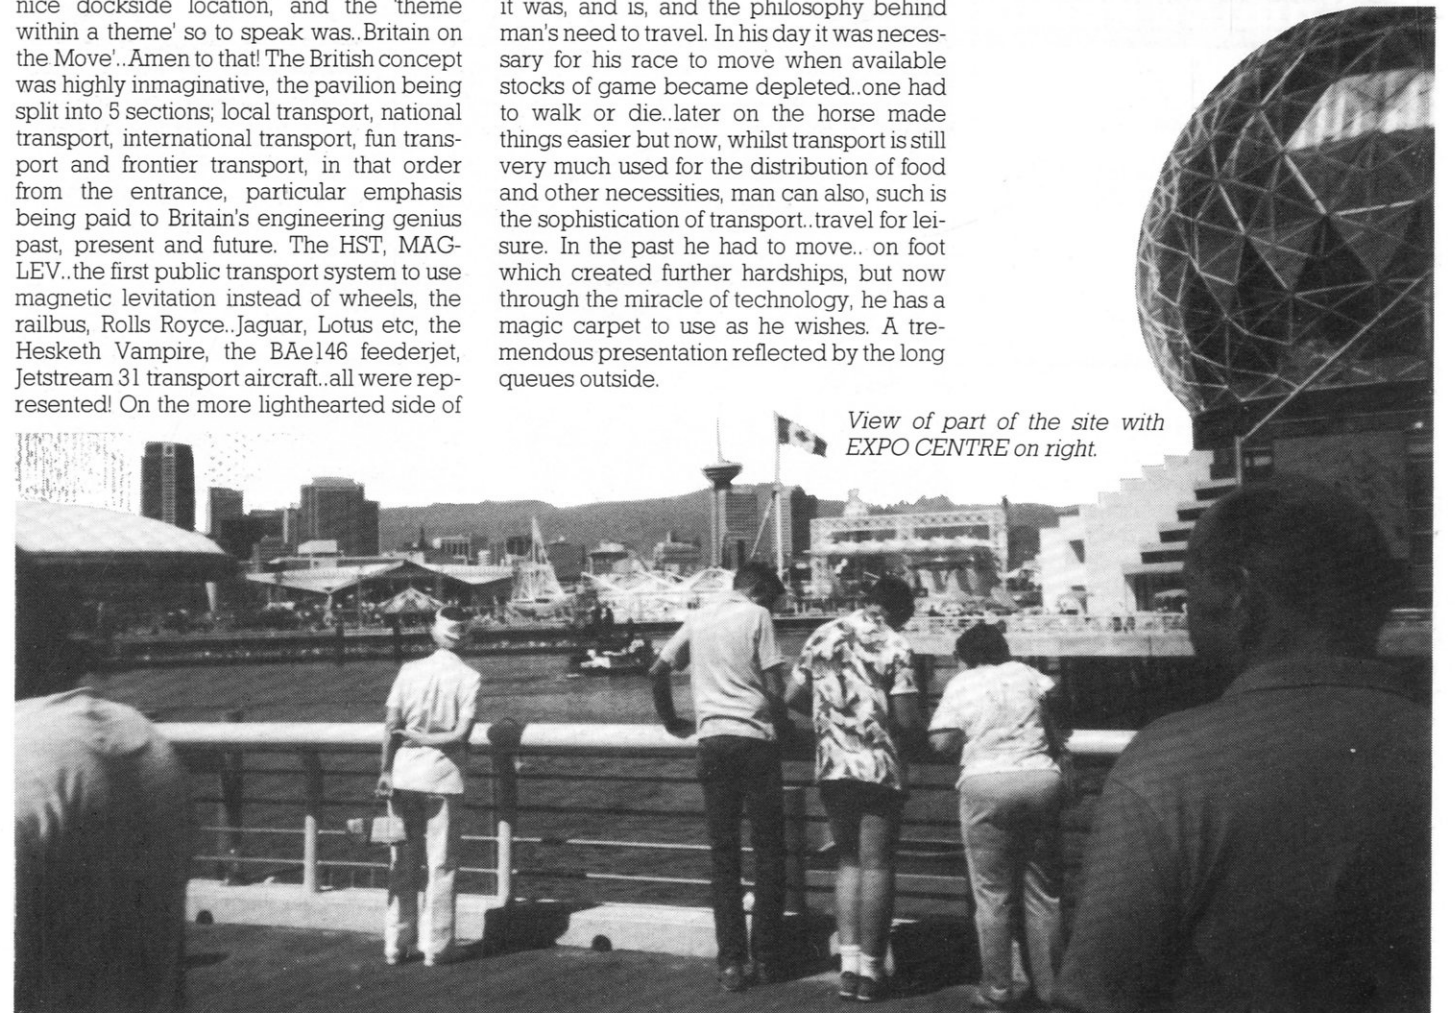 nice dockside location, and the 'theme
within a theme' so to speak was..Britain on
the Move'..Amen to that! The British concept
was highly inmaginative, the pavilion being
split into 5 sections; local transport, national
transport, international transport, fun trans-
port and frontier transport, in that order
from the entrance, particular emphasis
being paid to Britain's engineering genius
past, present and future. The HST, MAG-
LEV..the first public transport system to use
magnetic levitation instead of wheels, the
railbus, Rolls Royce..Jaguar, Lotus etc, the
Hesketh Vampire, the BAe146 feederjet,
Jetstream 31 transport aircraft..all were rep-
resented! On the more lighthearted side of
it was, and is, and the philosophy behind
man's need to travel. In his day it was neces-
sary for his race to move when available
stocks of game became depleted..one had
to walk or die..later on the horse made
things easier but now, whilst transport is still
very much used for the distribution of food
and other necessities, man can also, such is
the sophistication of transport..travel for lei-
sure. In the past he had to move.. on foot
which created further hardships, but now
through the miracle of technology, he has a
magic carpet to use as he wishes. A tre-
mendous presentation reflected by the long
queues outside.
View of part of the site with
EXPO CENTRE on right.